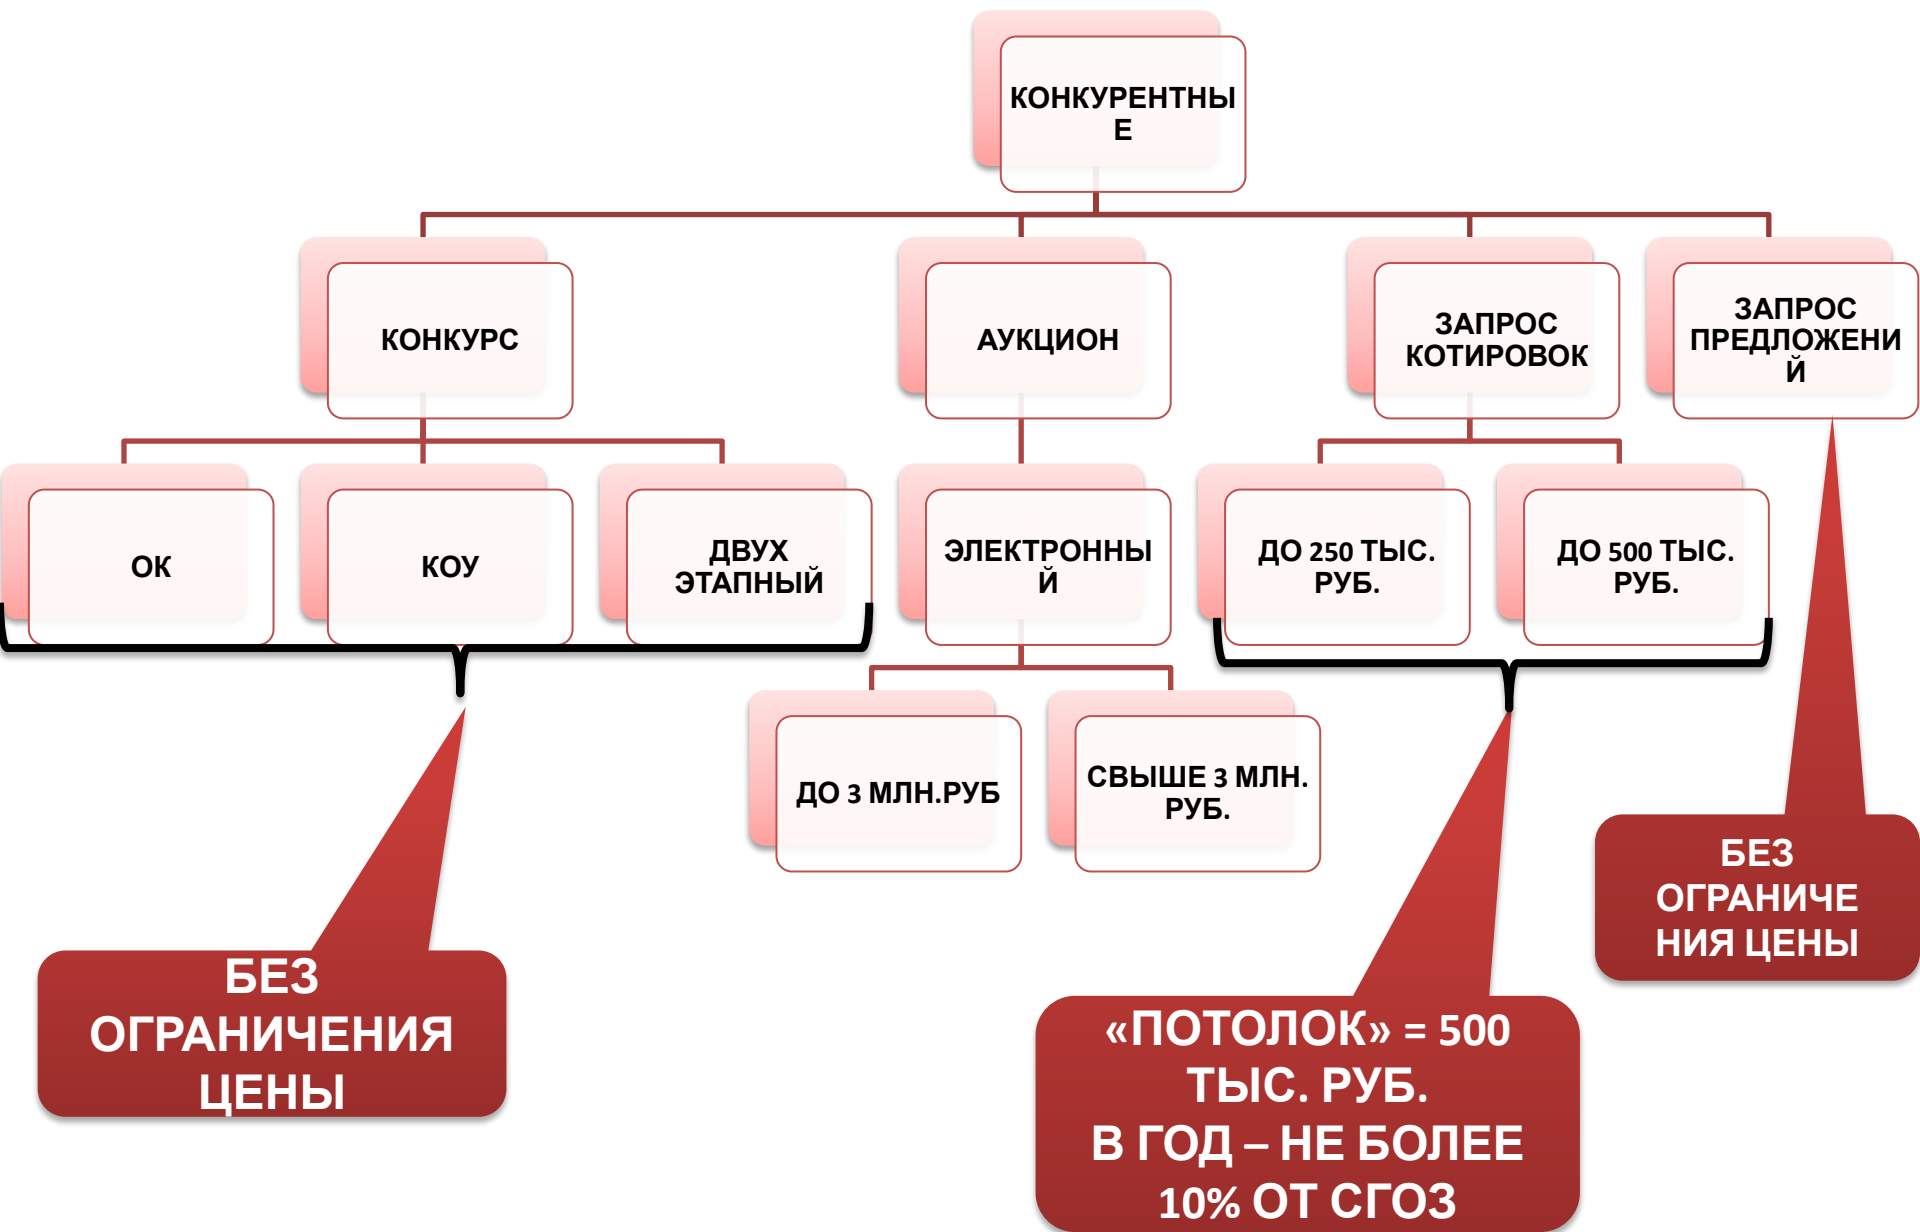 КОНКУРЕНТНЫ
Е
КОНКУРС
АУКЦИОН
ЗАПРОС
КОТИРОВОК
ЗАПРОС
ПРЕДЛОЖЕНИ
Й
ОК
КОУ
ДВУХ
ЭТАПНЫЙ
ЭЛЕКТРОННЫ
Й
ДО 250 ТЫС.
РУБ.
ДО 500 ТЫС.
РУБ.
ДО 3 МЛН.РУБ
СВЫШЕ 3 МЛН.
РУБ.
БЕЗ
ОГРАНИЧЕНИЯ
ЦЕНЫ
«ПОТОЛОК» = 500
ТЫС. РУБ.
В ГОД – НЕ БОЛЕЕ
10% ОТ СГОЗ
БЕЗ
ОГРАНИЧЕ
НИЯ ЦЕНЫ